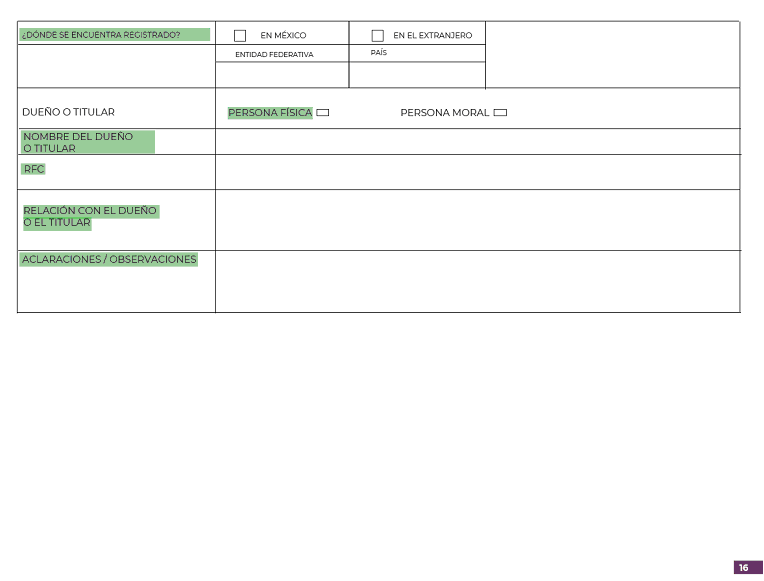 ¿DÓNDE SE ENCUENTRA REGISTRADO?
EN MÉXICO
EN EL EXTRANJERO
ENTIDAD FEDERATIVA
PAÍS
DUEÑO O TITULAR
PERSONA FÍSICA
PERSONA MORAL
NOMBRE DEL DUEÑO
O TITULAR
RFC
RELACIÓN CON EL DUEÑO
O EL TITULAR
ACLARACIONES / OBSERVACIONES
16